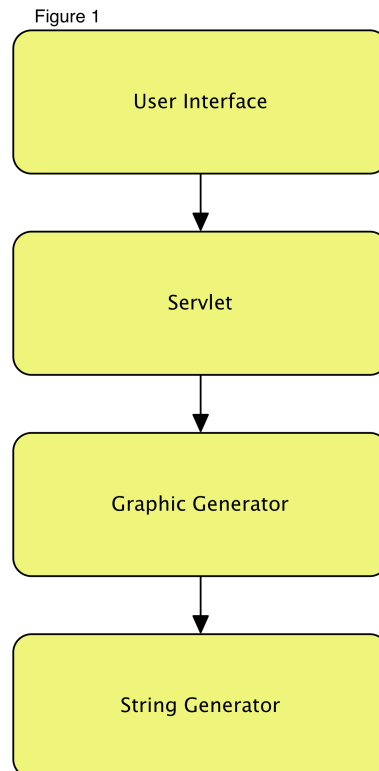 Figure 1
User Interface
Servlet
Graphic Generator
String Generator